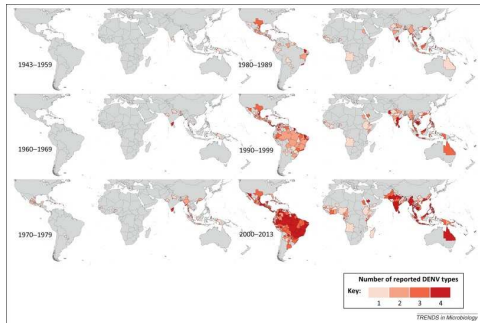 1943–1959
1980–1989
1960–1969
1990–1999
1970–1979
2000–2013
Number of reported DENV types
Key:
1 2 3 4
TRENDS in Microbiology